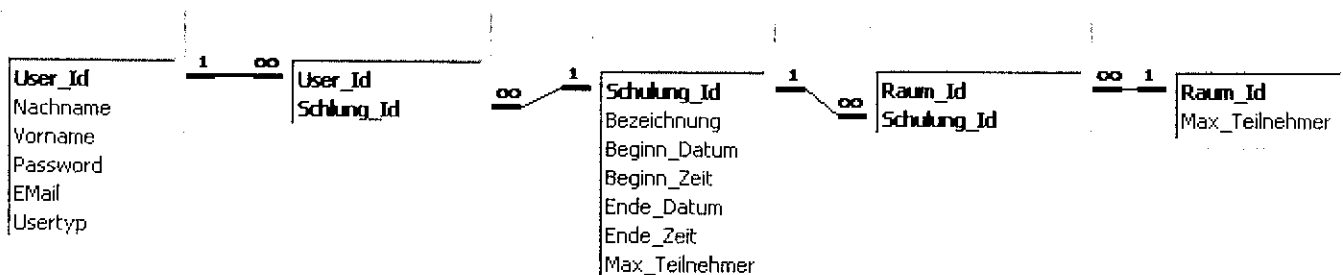 User_Id
Nachname
Vorname
Password
EMail
Usertyp
1
∞
User_Id
Schlung_Id
∞
1
Schulung_Id
Bezeichnung
Beginn_Datum
Beginn_Zeit
Ende_Datum
Ende_Zeit
Max_Teilnehmer
1
∞
Raum_Id
Schulung_Id
∞
1
Raum_Id
Max_Teilnehmer